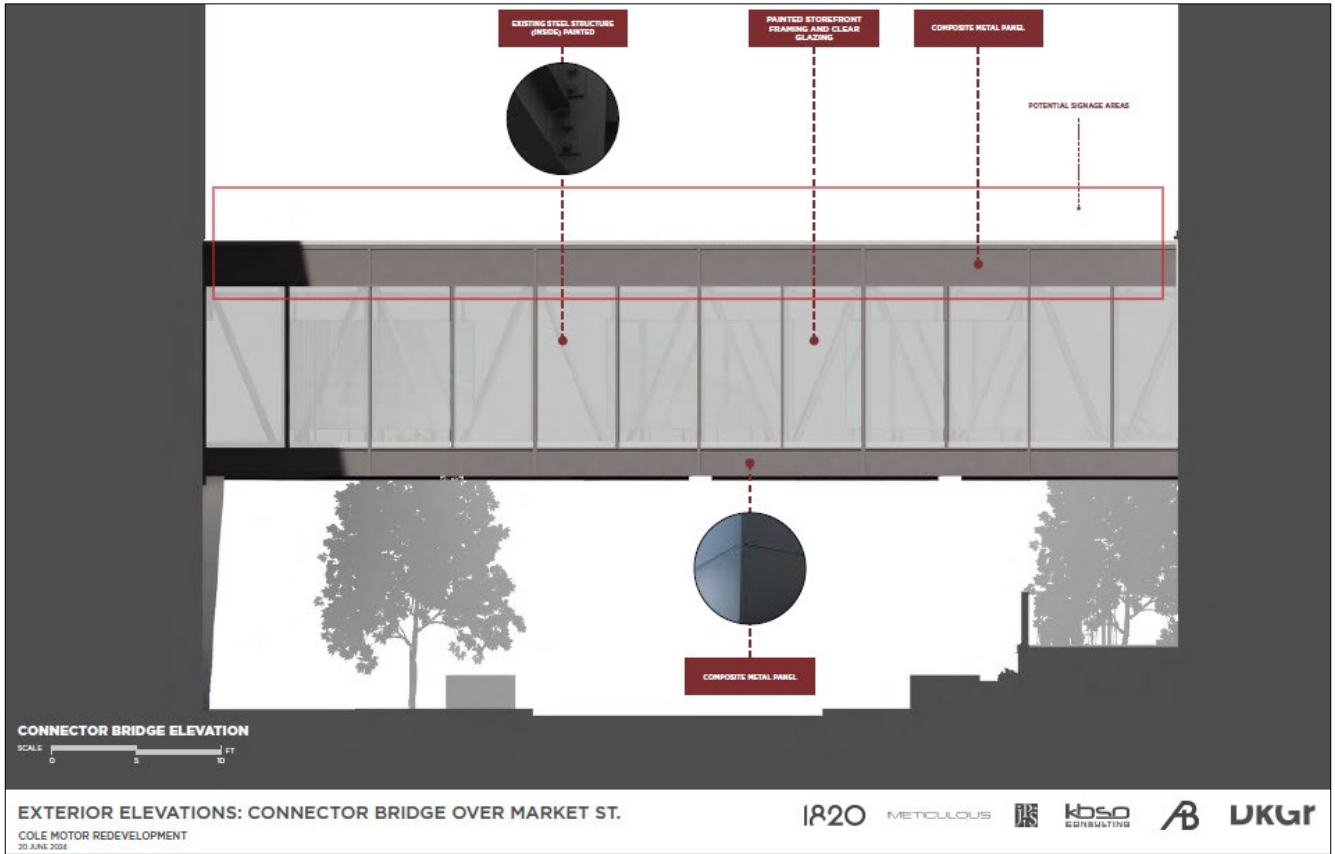 EXISTING STEEL STRUCTURE
(INSIDE) PAINTED
PAINTED STOREFRONT
FRAMING AND CLEAR
GLAZING
COMPOSITE METAL PANEL
POTENTIAL SIGNAGE AREAS
COMPOSITE METAL PANEL
CONNECTOR BRIDGE ELEVATION
SCALE
FT
0
5
10
EXTERIOR ELEVATIONS: CONNECTOR BRIDGE OVER MARKET ST.
COLE MOTOR REDEVELOPMENT
20 JUNE 2024
1820
METICULOUS
kbso
CONSULTING
AB
DKGr